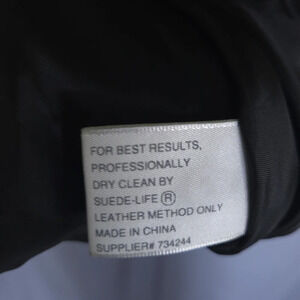 FOR BEST RESULTS,
PROFESSIONALLY
DRY CLEAN BY
SUEDE-LIFE ®
LEATHER METHOD ONLY
MADE IN CHINA
SUPPLIER# 734244